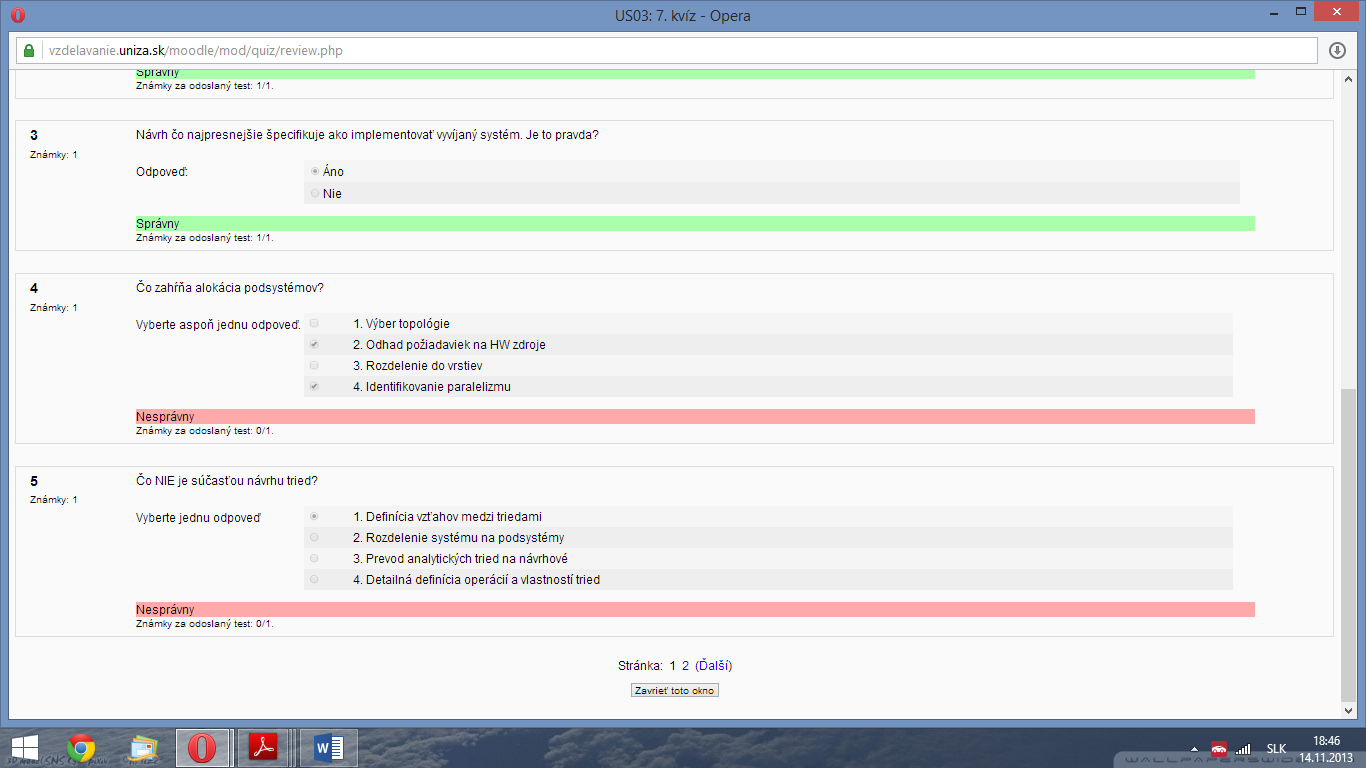 US03: 7. kvíz - Opera
vzdelavanie.uniza.sk/moodle/mod/quiz/review.php
Správny
Známky za odoslaný test: 1/1.
3
Známky: 1
Návrh čo najpresnejšie špecifikuje ako implementovať vyvíjaný systém. Je to pravda?
Odpoveď:
Áno
Nie
Správny
Známky za odoslaný test: 1/1.
4
Známky: 1
Čo zahŕňa alokácia podsystémov?
Vyberte aspoň jednu odpoveď.
1. Výber topológie
2. Odhad požiadaviek na HW zdroje
3. Rozdelenie do vrstiev
4. Identifikovanie paralelizmu
Nesprávny
Známky za odoslaný test: 0/1.
5
Známky: 1
Čo NIE je súčasťou návrhu tried?
Vyberte jednu odpoveď
1. Definícia vzťahov medzi triedami
2. Rozdelenie systému na podsystémy
3. Prevod analytických tried na návrhové
4. Detailná definícia operácií a vlastností tried
Nesprávny
Známky za odoslaný test: 0/1.
Stránka: 1 2 (Ďalší)
Zavrieť toto okno
SLK
18:46
14.11.2013